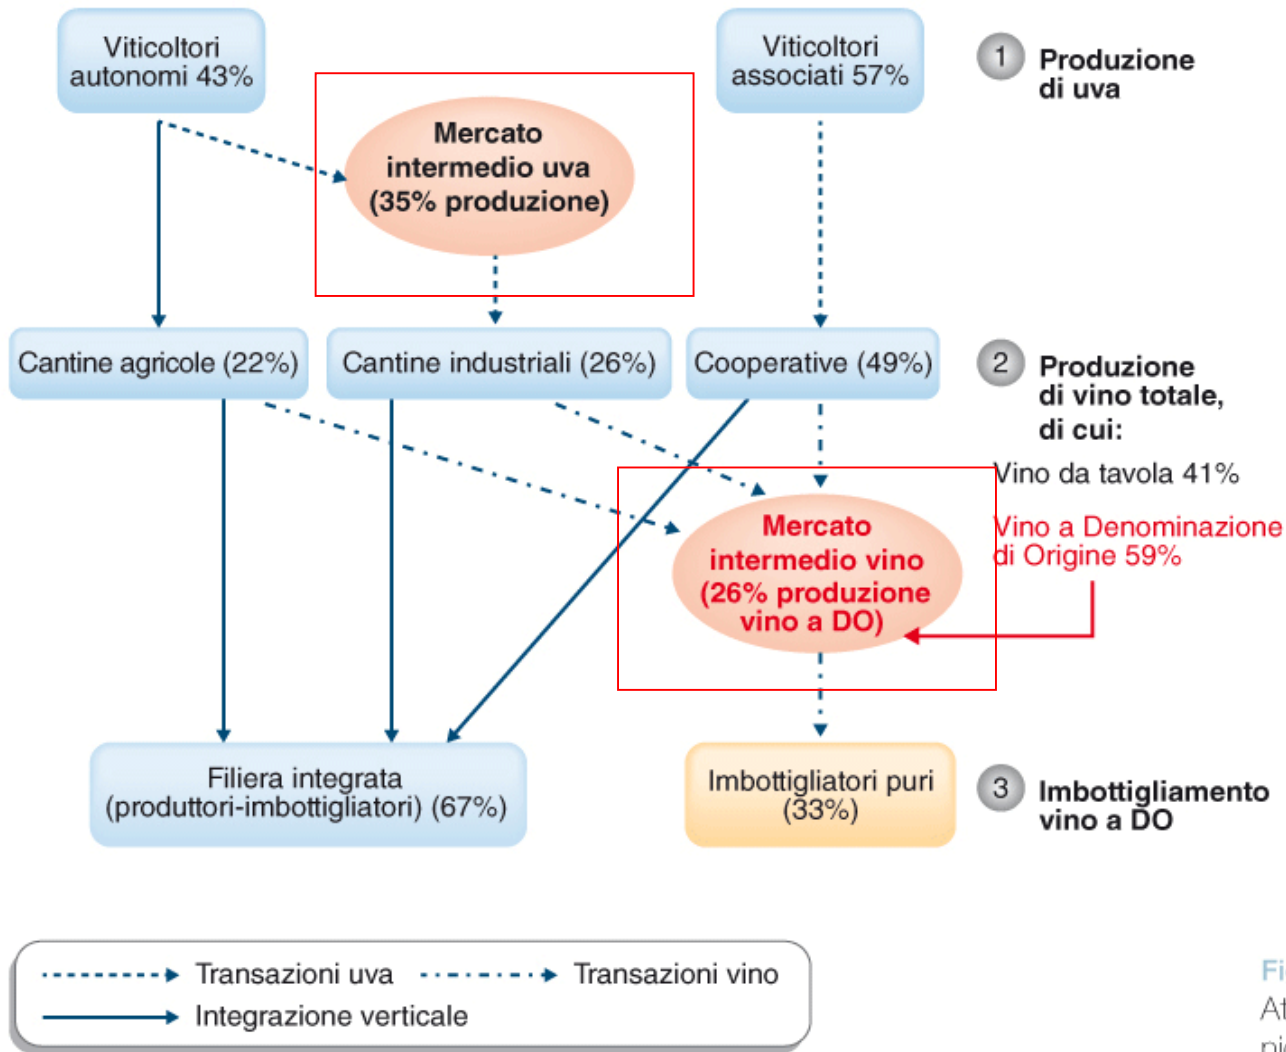 Viticoltori
autonomi 43%
Viticoltori
associati 57%
1
Produzione
di uva
Mercato
intermedio uva
(35% produzione)
Cantine agricole (22%)
Cantine industriali (26%)
Cooperative (49%)
2
Produzione
di vino totale,
di cui:
Vino da tavola 41%
Vino a Denominazione
di Origine 59%
Mercato
intermedio vino
(26% produzione
vino a DO)
Filiera integrata
(produttori-imbottigliatori) (67%)
Imbottigliatori puri
(33%)
3
Imbottigliamento
vino a DO
Transazioni uva
Transazioni vino
Integrazione verticale